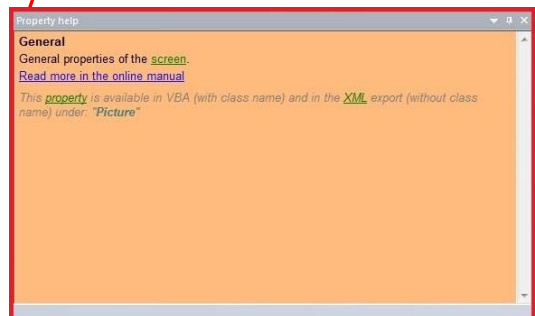 Property help
General
General properties of the screen.
Read more in the online manual
This property is available in VBA (with class name) and in the XML export (without class
name) under: "Picture"